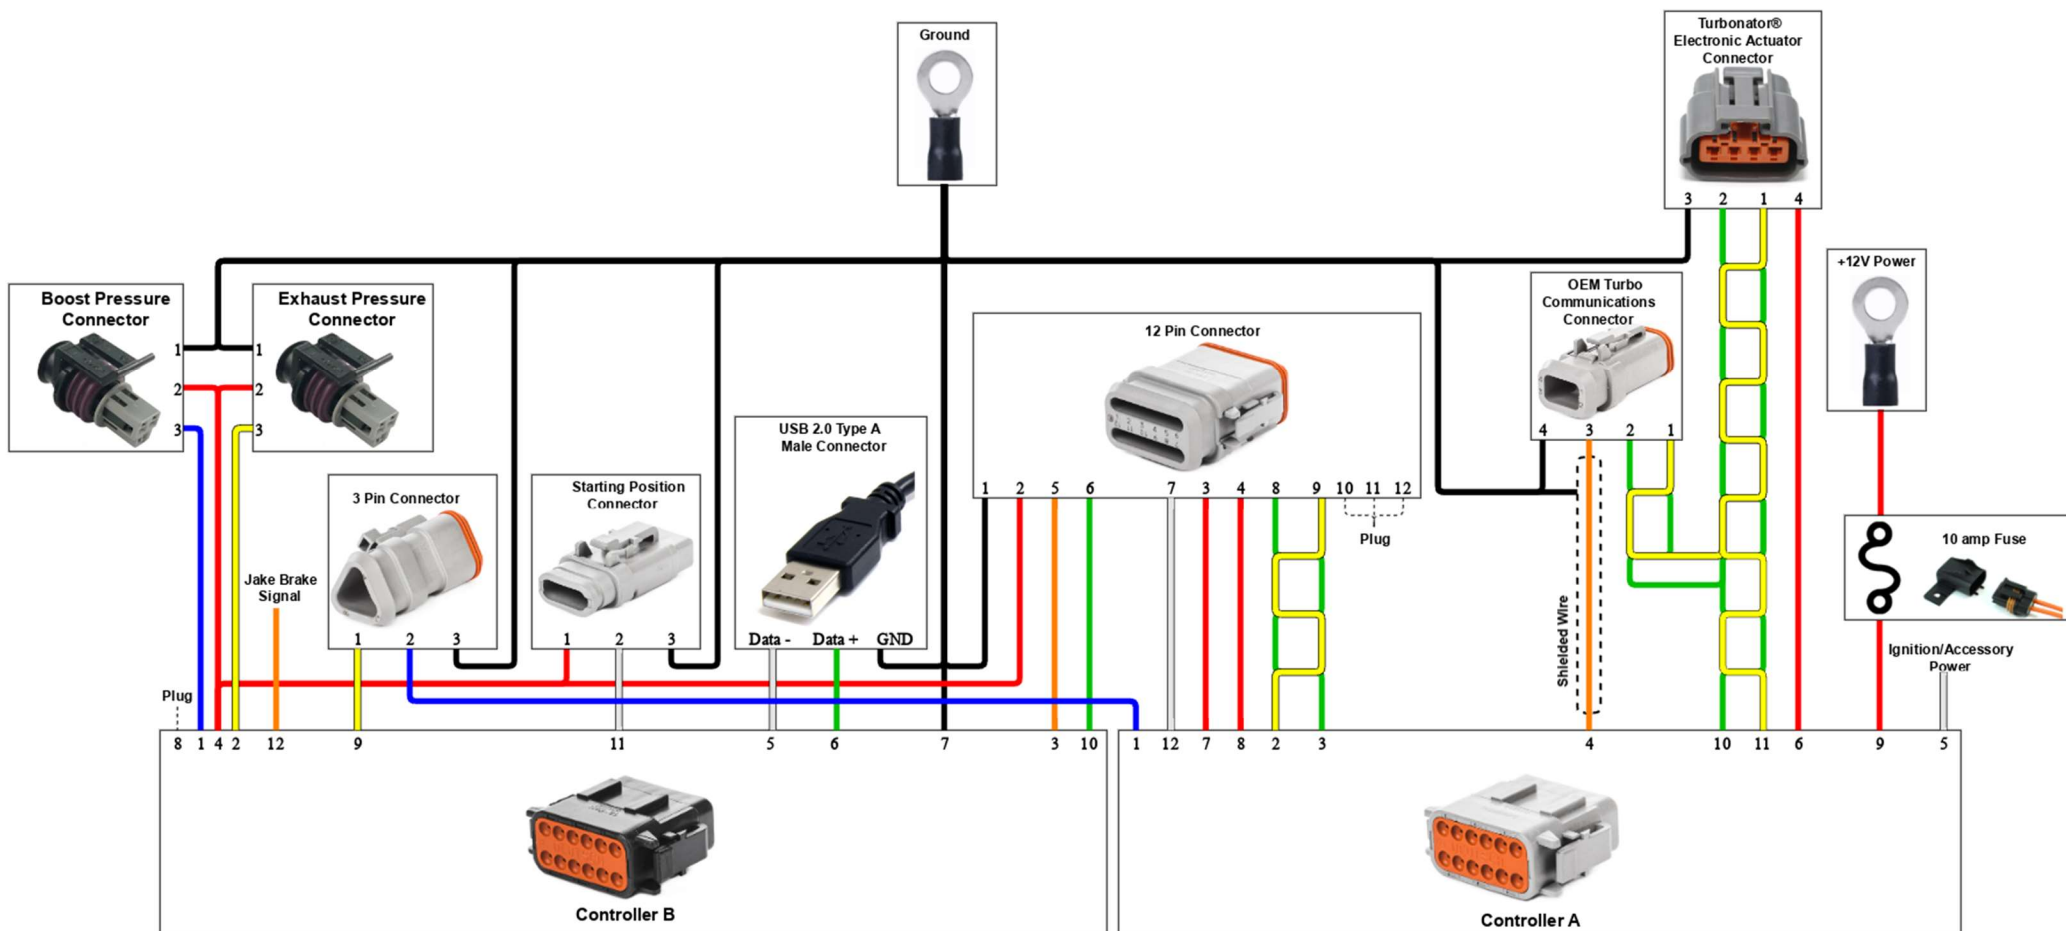 Ground
Turbonator®
Electronic Actuator
Connector
3 2 1 4
+12V Power
Boost Pressure
Connector
1
2
3
Exhaust Pressure
Connector
1
2
3
OEM Turbo
Communications
Connector
4 3 2 1
12 Pin Connector
1 2 5 6 7 3 4 8 9 10 11 12
Plug
USB 2.0 Type A
Male Connector
Data - Data + GND
3 Pin Connector
1 2 3
Starting Position
Connector
1 2 3
Jake Brake
Signal
10 amp Fuse
Shielded Wire
Ignition/Accessory
Power
Plug
8 1 4 2 12 9 11 5 6 7 3 10
1 12 7 8 2 3 4 10 11 6 9 5
Controller B
Controller A